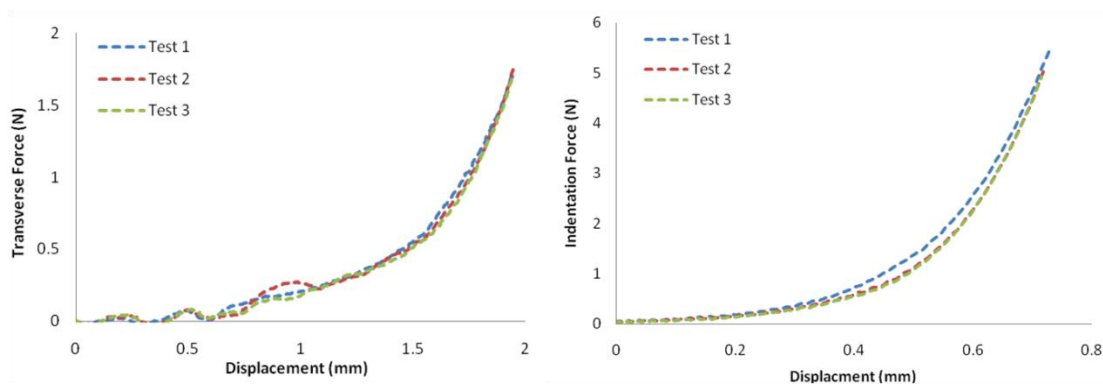 2
1.5
1
0.5
0
Transverse Force (N)
Test 1
Test 2
Test 3
0
0.5
1
1.5
2
Displacement (mm)
6
5
4
3
2
1
0
Indentation Force (N)
Test 1
Test 2
Test 3
0
0.2
0.4
0.6
0.8
Displacment (mm)